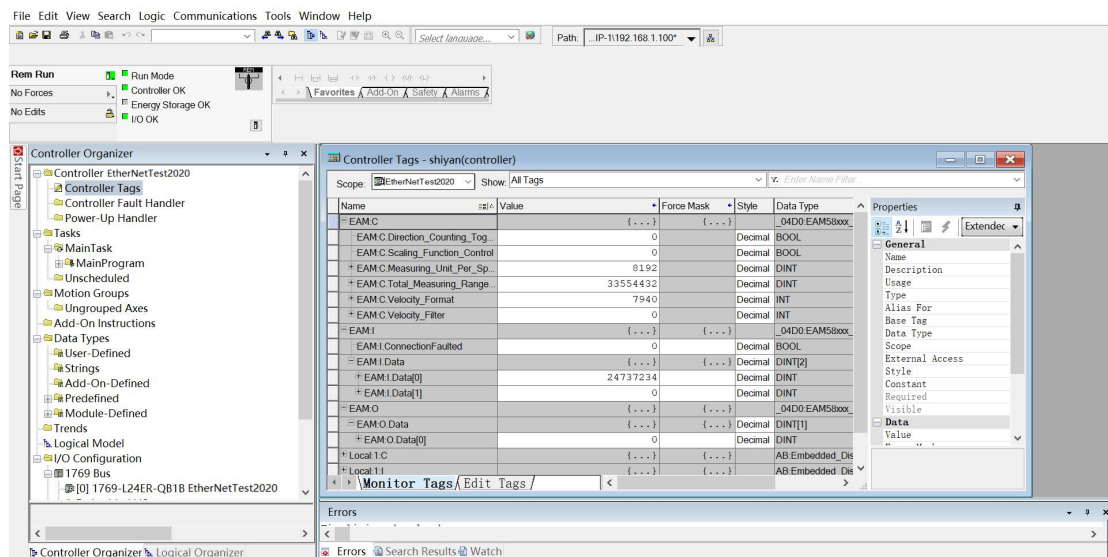 File Edit View Search Logic Communications Tools Window Help
Select language...
Path: ...IP-1\192.168.1.100*
Rem Run
Run Mode
No Forces
Controller OK
Energy Storage OK
No Edits
I/O OK
Favorites Add-On Safety Alarms
Start Page
Controller Organizer
Controller EtherNetTest2020
Controller Tags
Controller Fault Handler
Power-Up Handler
Tasks
MainTask
MainProgram
Unscheduled
Motion Groups
Ungrouped Axes
Add-On Instructions
Data Types
User-Defined
Strings
Add-On-Defined
Predefined
Module-Defined
Trends
Logical Model
I/O Configuration
1769 Bus
[0] 1769-L24ER-QB1B EtherNetTest2020
Controller Organizer Logical Organizer
Controller Tags - shiyan(controller)
Scope: EtherNetTest2020 Show: All Tags Enter Name Filter...
Name Value Force Mask Style Data Type
EAM:C {...} {...} _04D0:EAM58xxx_
EAM:C.Direction_Counting_Tog... 0 Decimal BOOL
EAM:C.Scaling_Function_Control 0 Decimal BOOL
EAM:C.Measuring_Unit_Per_Sp... 8192 Decimal DINT
EAM:C.Total_Measuring_Range... 33554432 Decimal DINT
EAM:C.Velocity_Format 7940 Decimal INT
EAM:C.Velocity_Filter 0 Decimal INT
EAM:I {...} {...} _04D0:EAM58xxx_
EAM:I.ConnectionFaulted 0 Decimal BOOL
EAM:I.Data {...} {...} Decimal DINT[2]
EAM:I.Data[0] 24737234 Decimal DINT
EAM:I.Data[1] 0 Decimal DINT
EAM:O {...} {...} _04D0:EAM58xxx_
EAM:O.Data {...} {...} Decimal DINT[1]
EAM:O.Data[0] 0 Decimal DINT
Local:1:C {...} {...} AB:Embedded_Dis
Local:1:I {...} {...} AB:Embedded_Dis
Monitor Tags Edit Tags
Properties
Extendec
General
Name
Description
Usage
Type
Alias For
Base Tag
Data Type
Scope
External Access
Style
Constant
Required
Visible
Data
Value
Errors
Errors Search Results Watch